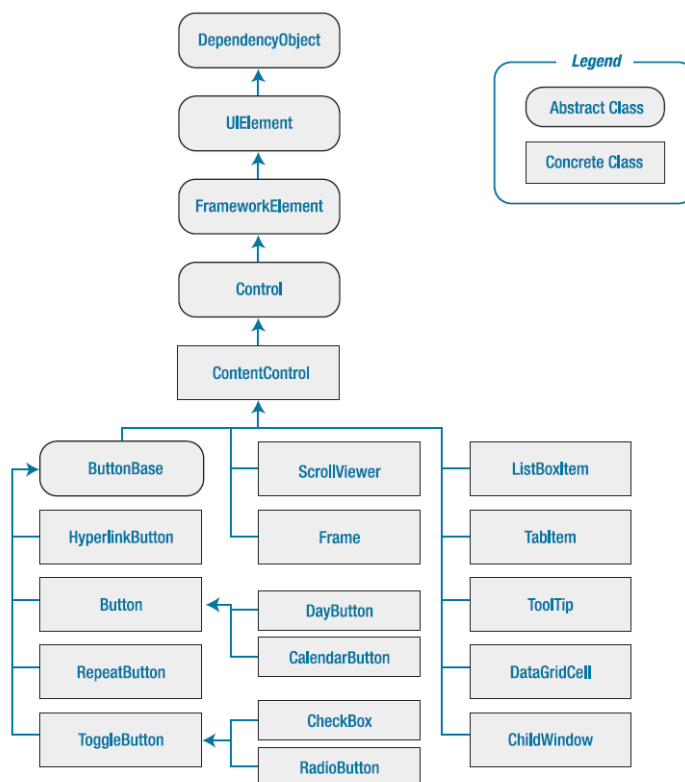 DependencyObject
UIElement
FrameworkElement
Control
ContentControl
Legend
Abstract Class
Concrete Class
ButtonBase
HyperlinkButton
Button
RepeatButton
ToggleButton
ScrollViewer
Frame
DayButton
CalendarButton
CheckBox
RadioButton
ListBoxItem
TabItem
ToolTip
DataGridCell
ChildWindow